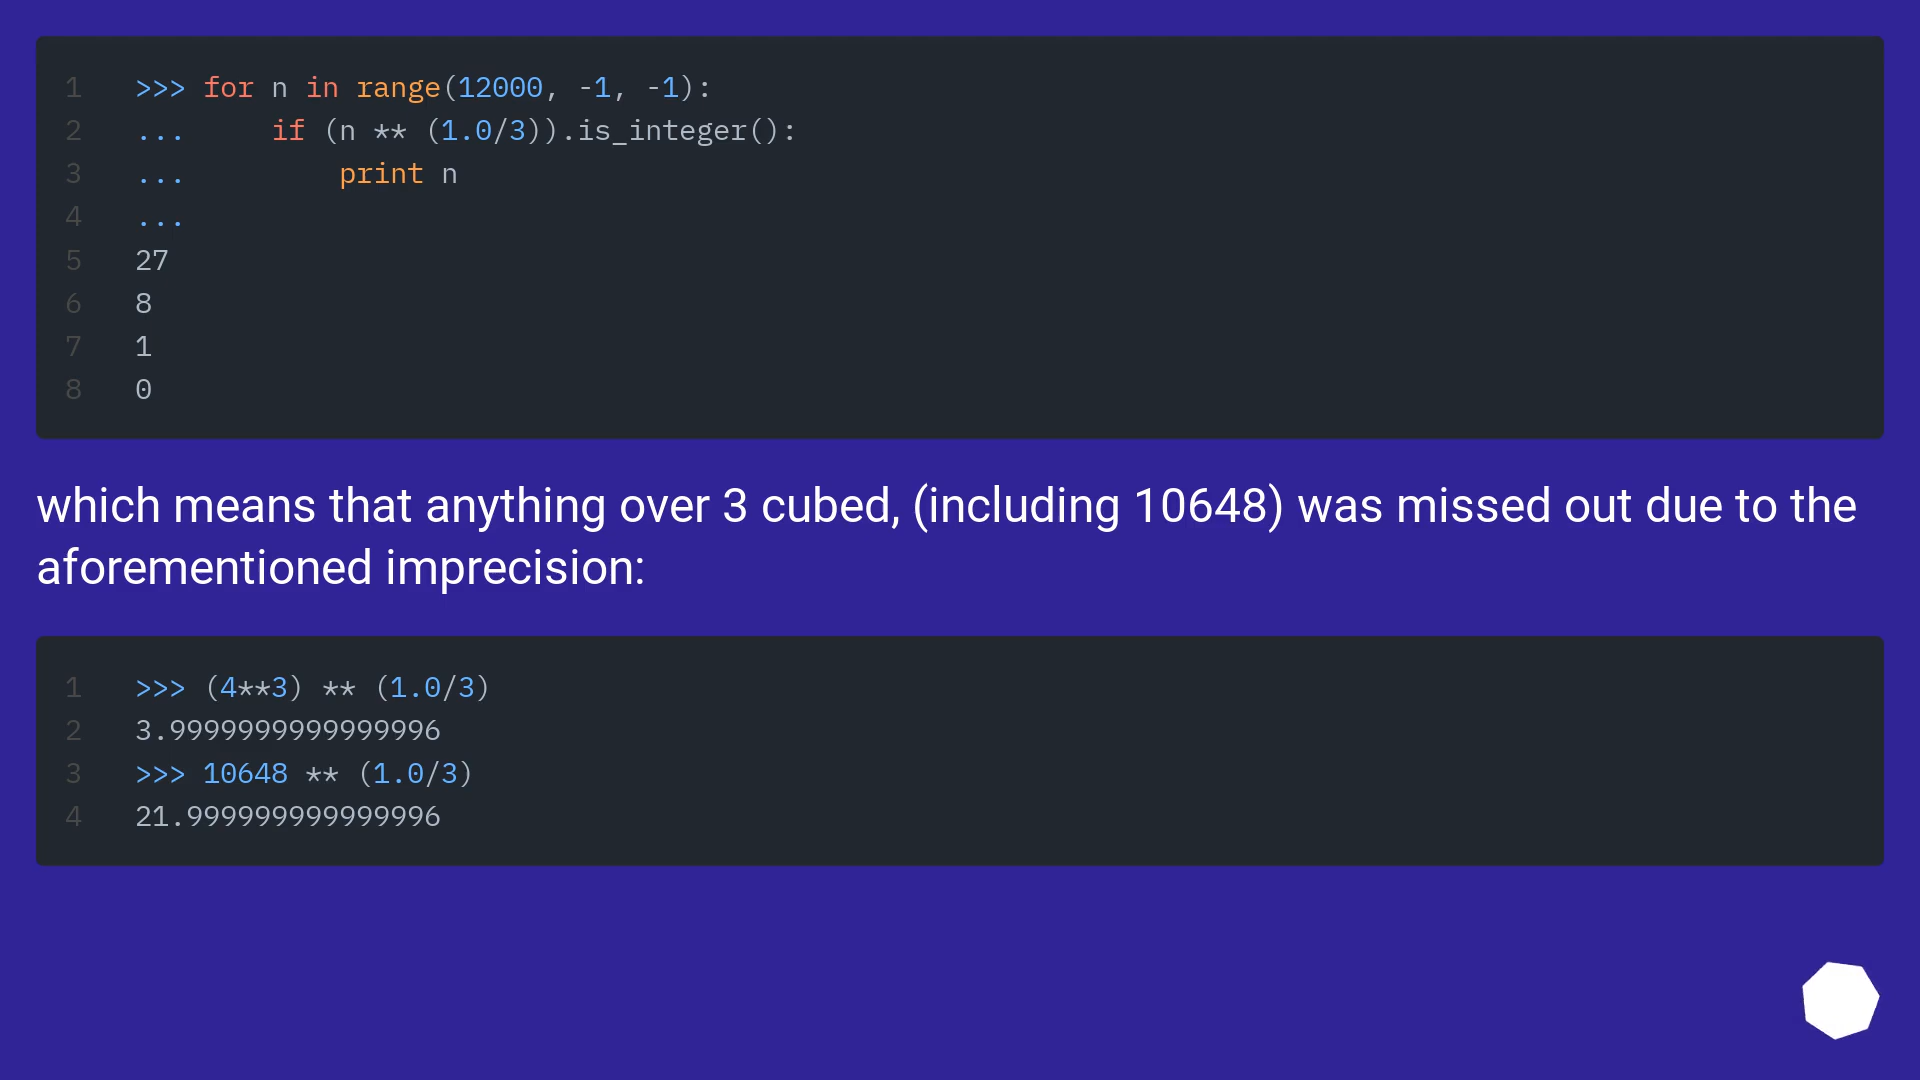 1 >>> for n in range(12000, -1, -1):
2 ...     if (n ** (1.0/3)).is_integer():
3 ...         print n
4 ...
5 27
6 8
7 1
8 0
which means that anything over 3 cubed, (including 10648) was missed out due to the
aforementioned imprecision:
1 >>> (4**3) ** (1.0/3)
2 3.9999999999999996
3 >>> 10648 ** (1.0/3)
4 21.999999999999996